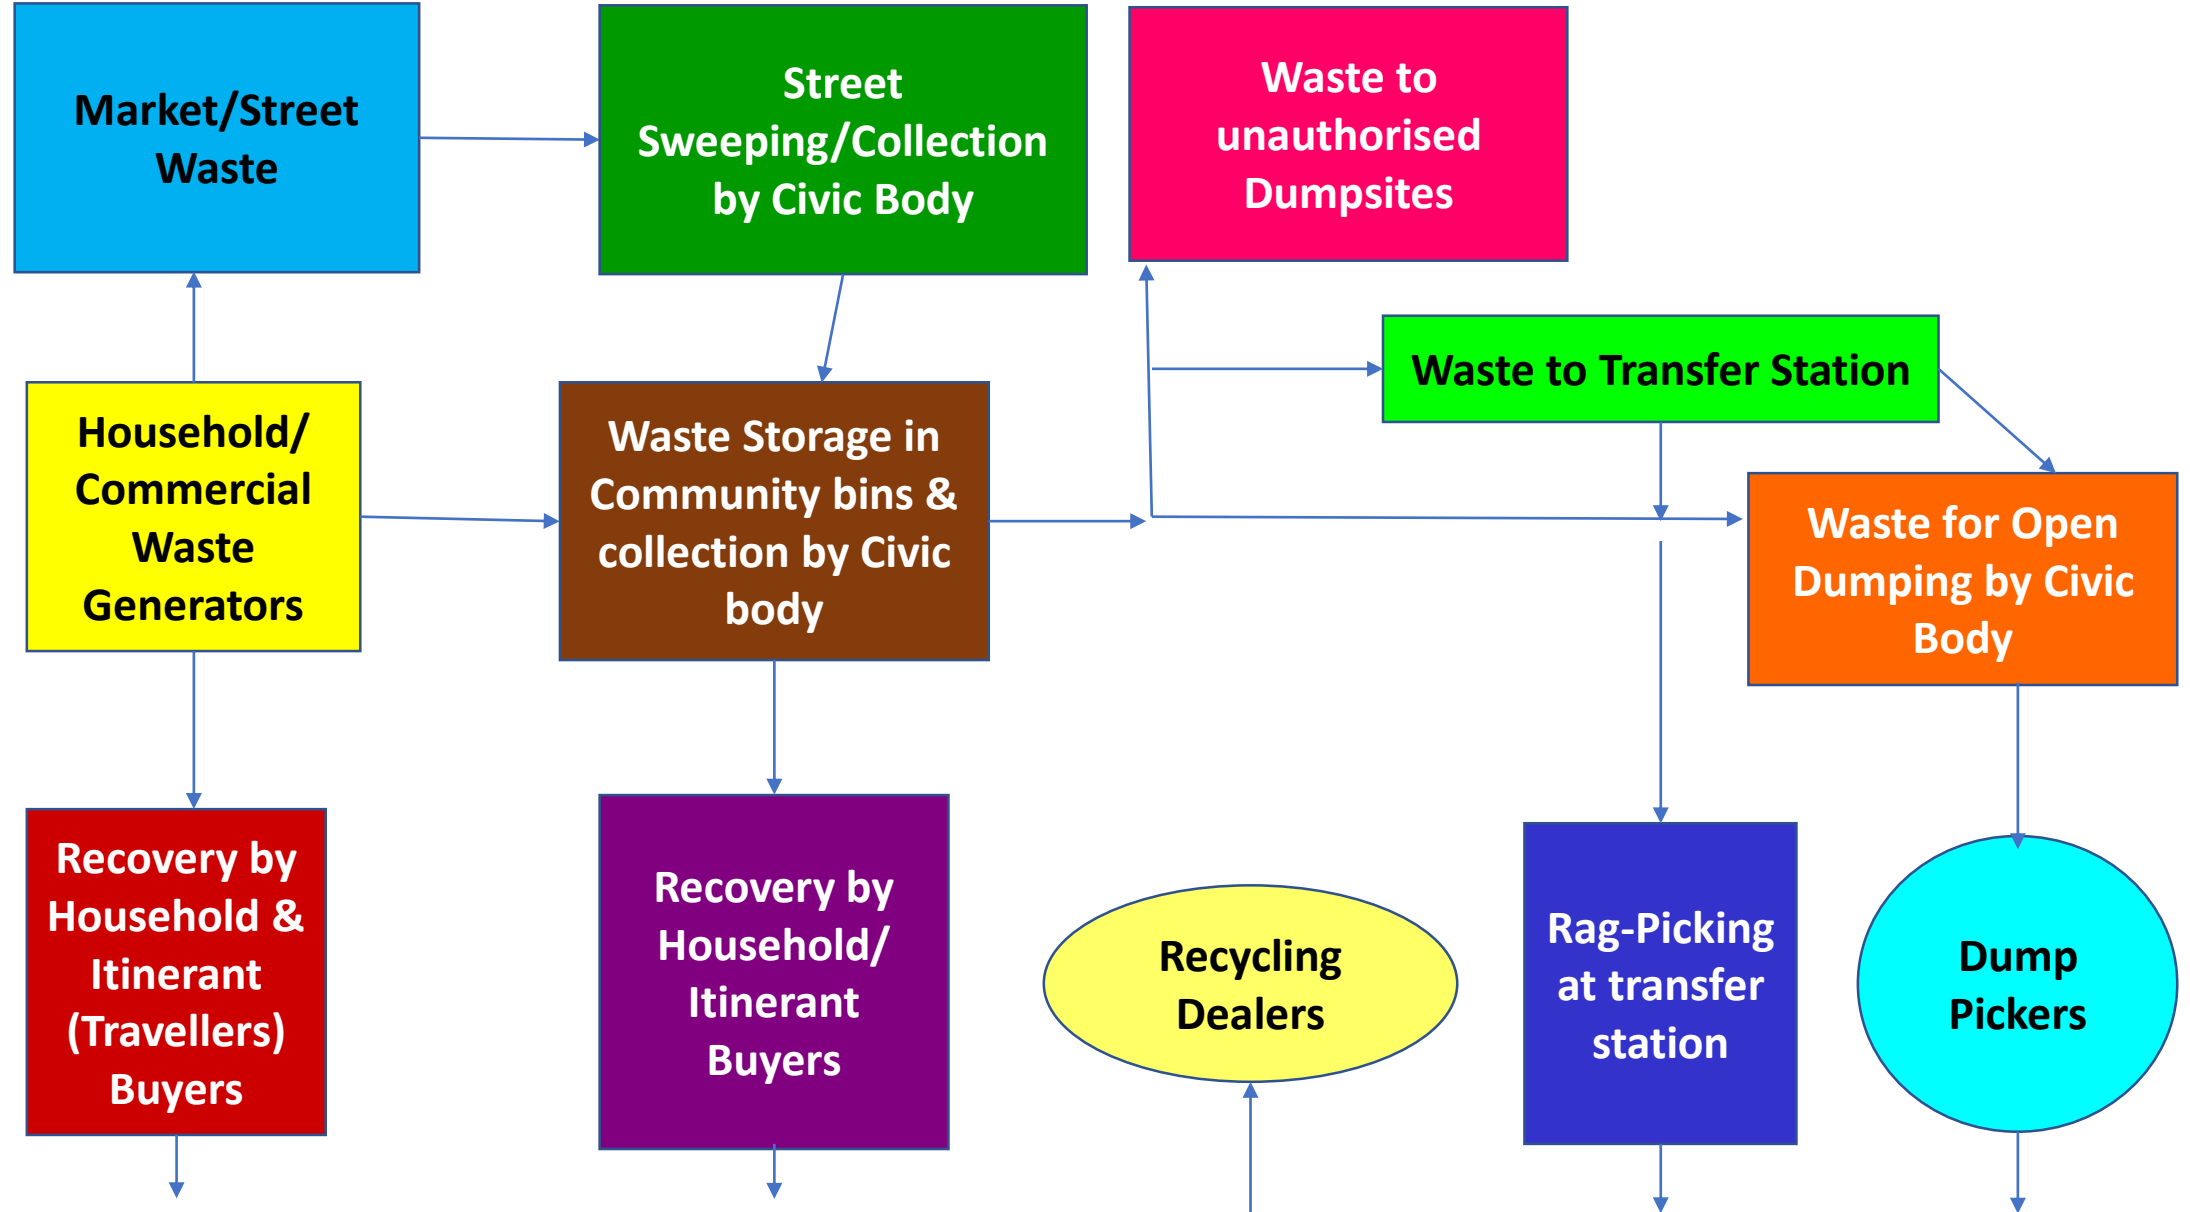 Market/Street
Waste
Street
Sweeping/Collection
by Civic Body
Waste to
unauthorised
Dumpsites
Waste to Transfer Station
Household/
Commercial
Waste
Generators
Waste Storage in
Community bins &
collection by Civic
body
Waste for Open
Dumping by Civic
Body
Recovery by
Household &
Itinerant
(Travellers)
Buyers
Recovery by
Household/
Itinerant
Buyers
Recycling
Dealers
Rag-Picking
at transfer
station
Dump
Pickers